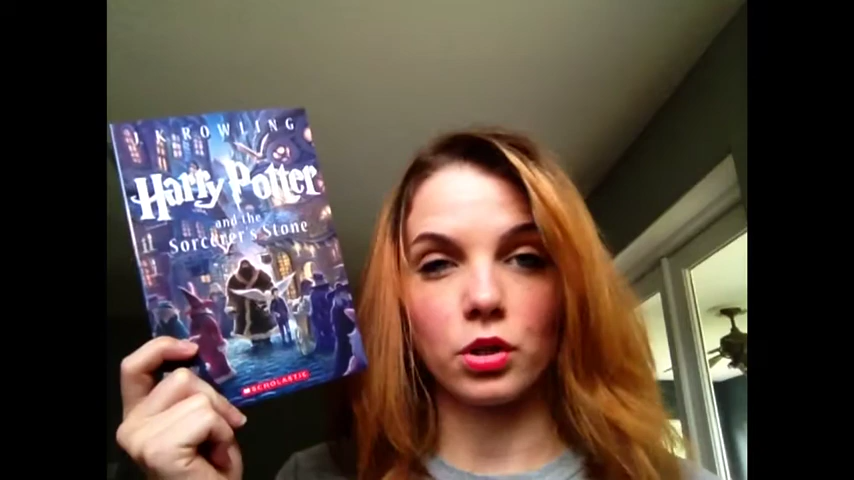 J.K. ROWLING
Harry Potter
and the
Sorcerer's Stone
SCHOLASTIC